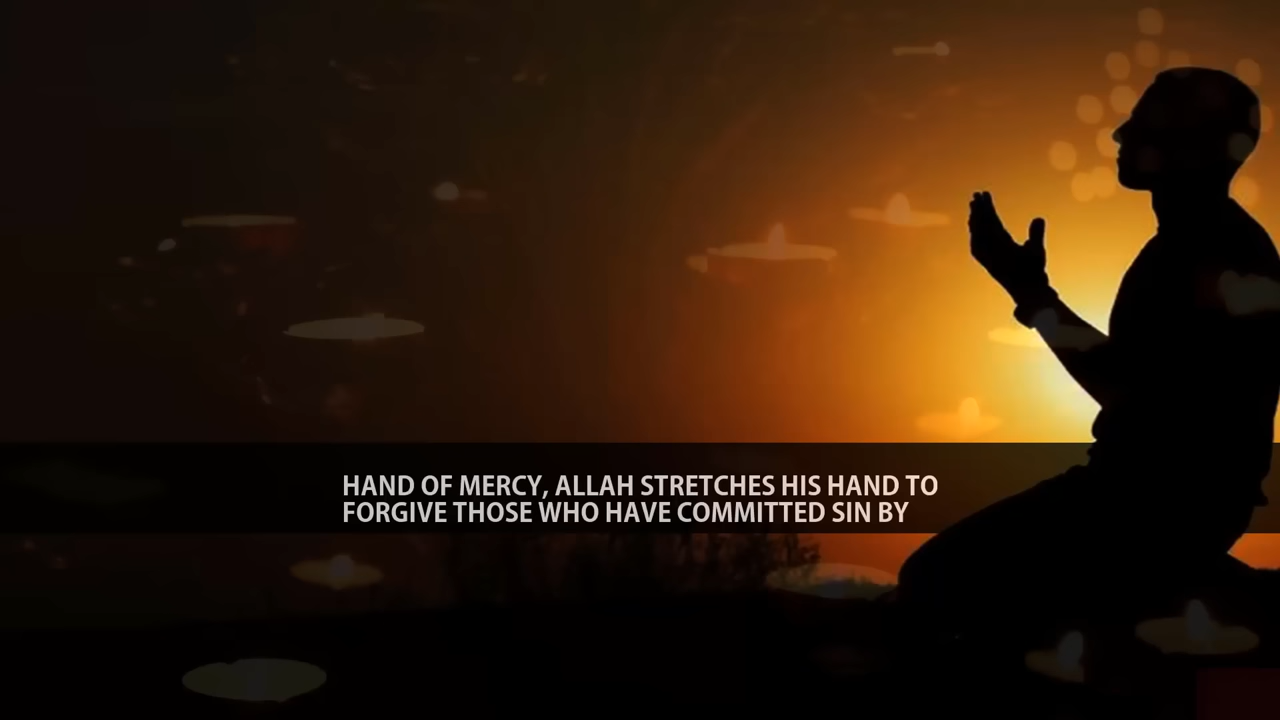 HAND OF MERCY, ALLAH STRETCHES HIS HAND TO
FORGIVE THOSE WHO HAVE COMMITTED SIN BY